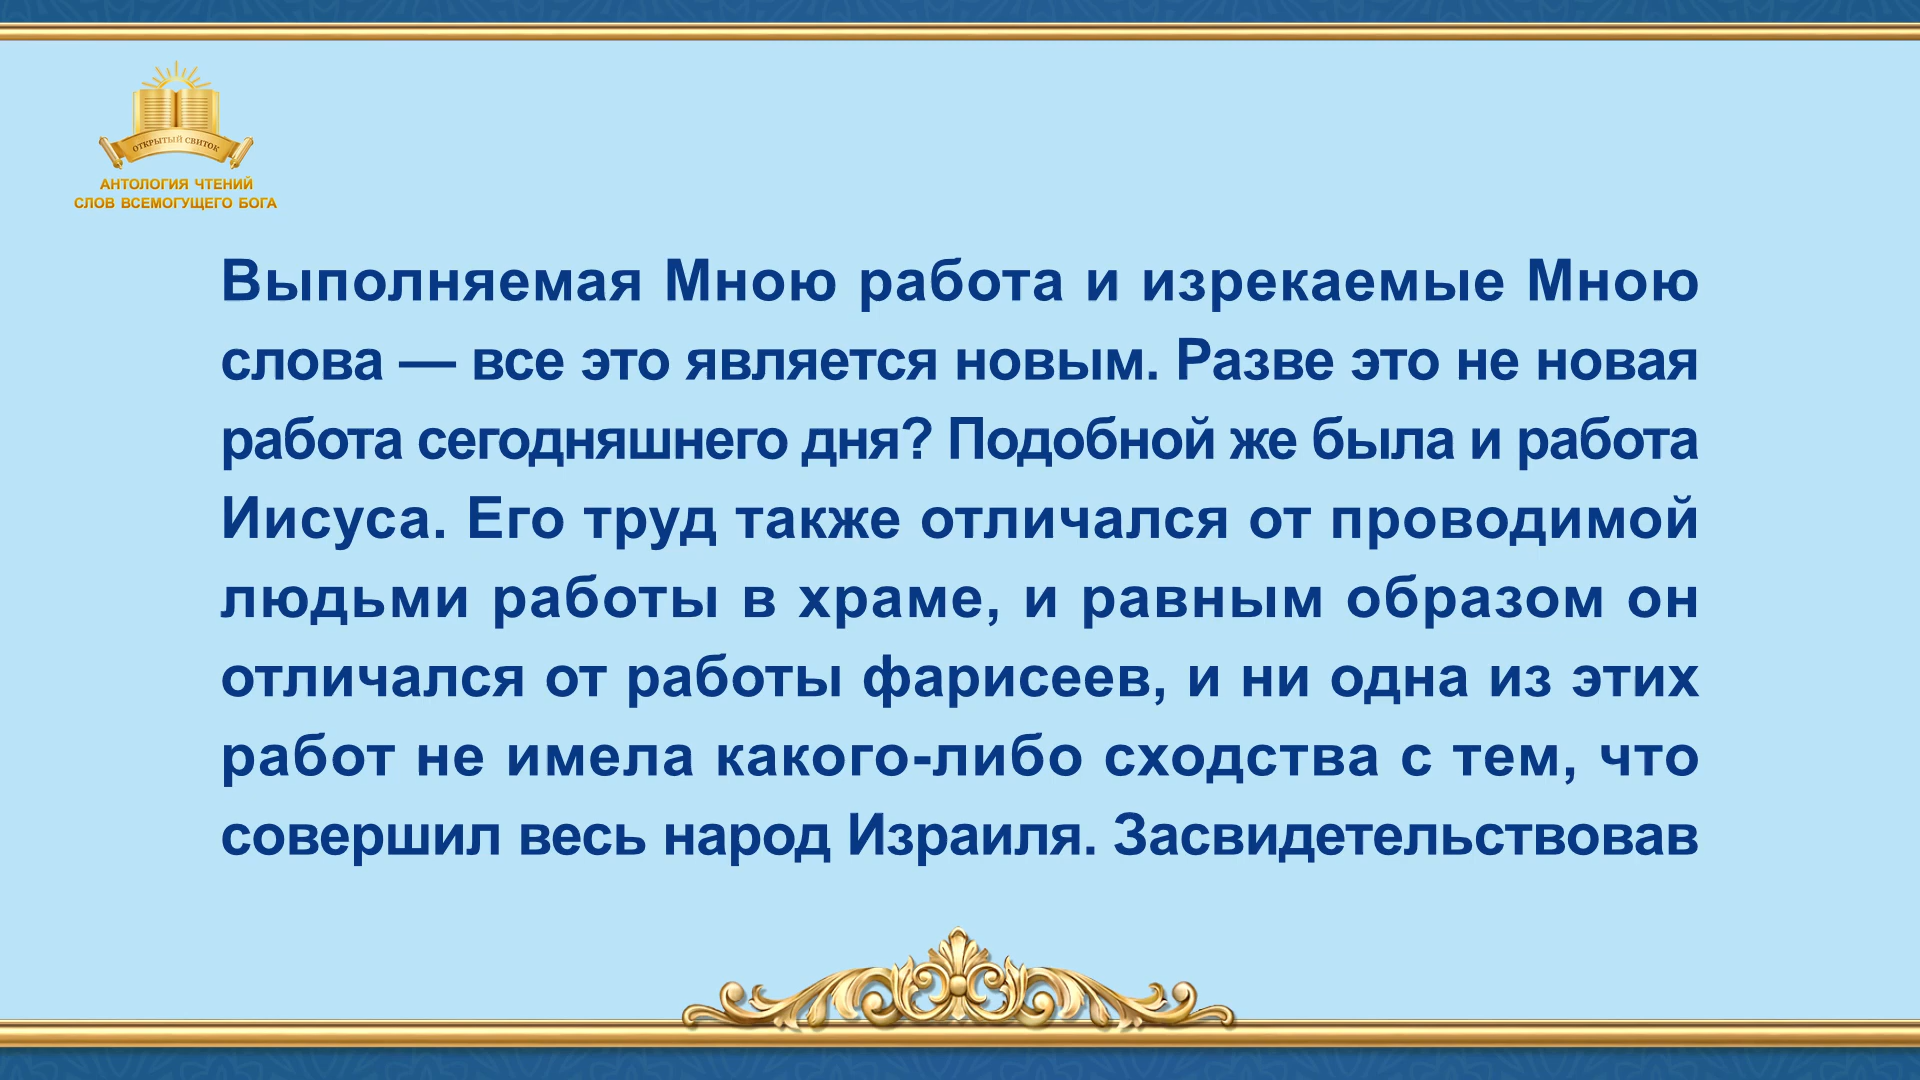 ОТКРЫТЫЙ СВИТОК
АНТОЛОГИЯ ЧТЕНИЙ
СЛОВ ВСЕМОГУЩЕГО БОГА
Выполняемая Мною работа и изрекаемые Мною
слова — все это является новым. Разве это не новая
работа сегодняшнего дня? Подобной же была и работа
Иисуса. Его труд также отличался от проводимой
людьми работы в храме, и равным образом он
отличался от работы фарисеев, и ни одна из этих
работ не имела какого-либо сходства с тем, что
совершил весь народ Израиля. Засвидетельствовав